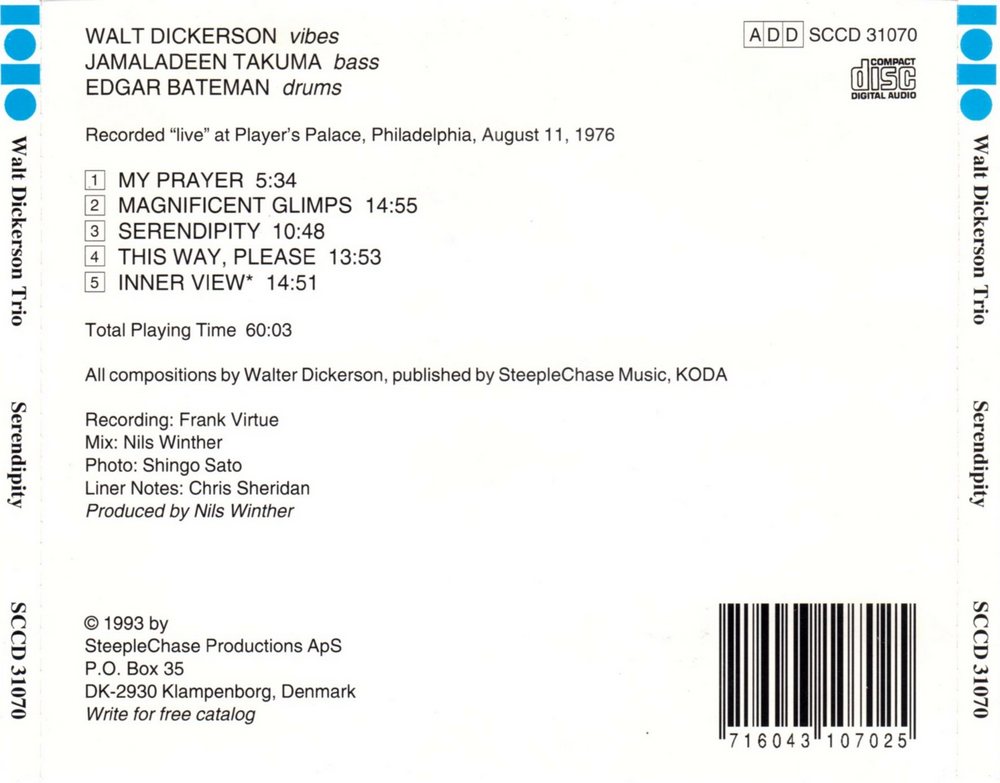 WALT DICKERSON vibes
JAMALADEEN TAKUMA bass
EDGAR BATEMAN drums
ADD SCCD 31070
COMPACT
disc
DIGITAL AUDIO
Recorded “live” at Player’s Palace, Philadelphia, August 11, 1976
1 MY PRAYER 5:34
2 MAGNIFICENT GLIMPS 14:55
3 SERENDIPITY 10:48
4 THIS WAY, PLEASE 13:53
5 INNER VIEW* 14:51
Total Playing Time 60:03
All compositions by Walter Dickerson, published by SteepleChase Music, KODA
Recording: Frank Virtue
Mix: Nils Winther
Photo: Shingo Sato
Liner Notes: Chris Sheridan
Produced by Nils Winther
© 1993 by
SteepleChase Productions ApS
P.O. Box 35
DK-2930 Klampenborg, Denmark
Write for free catalog
716043 107025
Walt Dickerson Trio Serendipity SCCD 31070
Walt Dickerson Trio Serendipity SCCD 31070